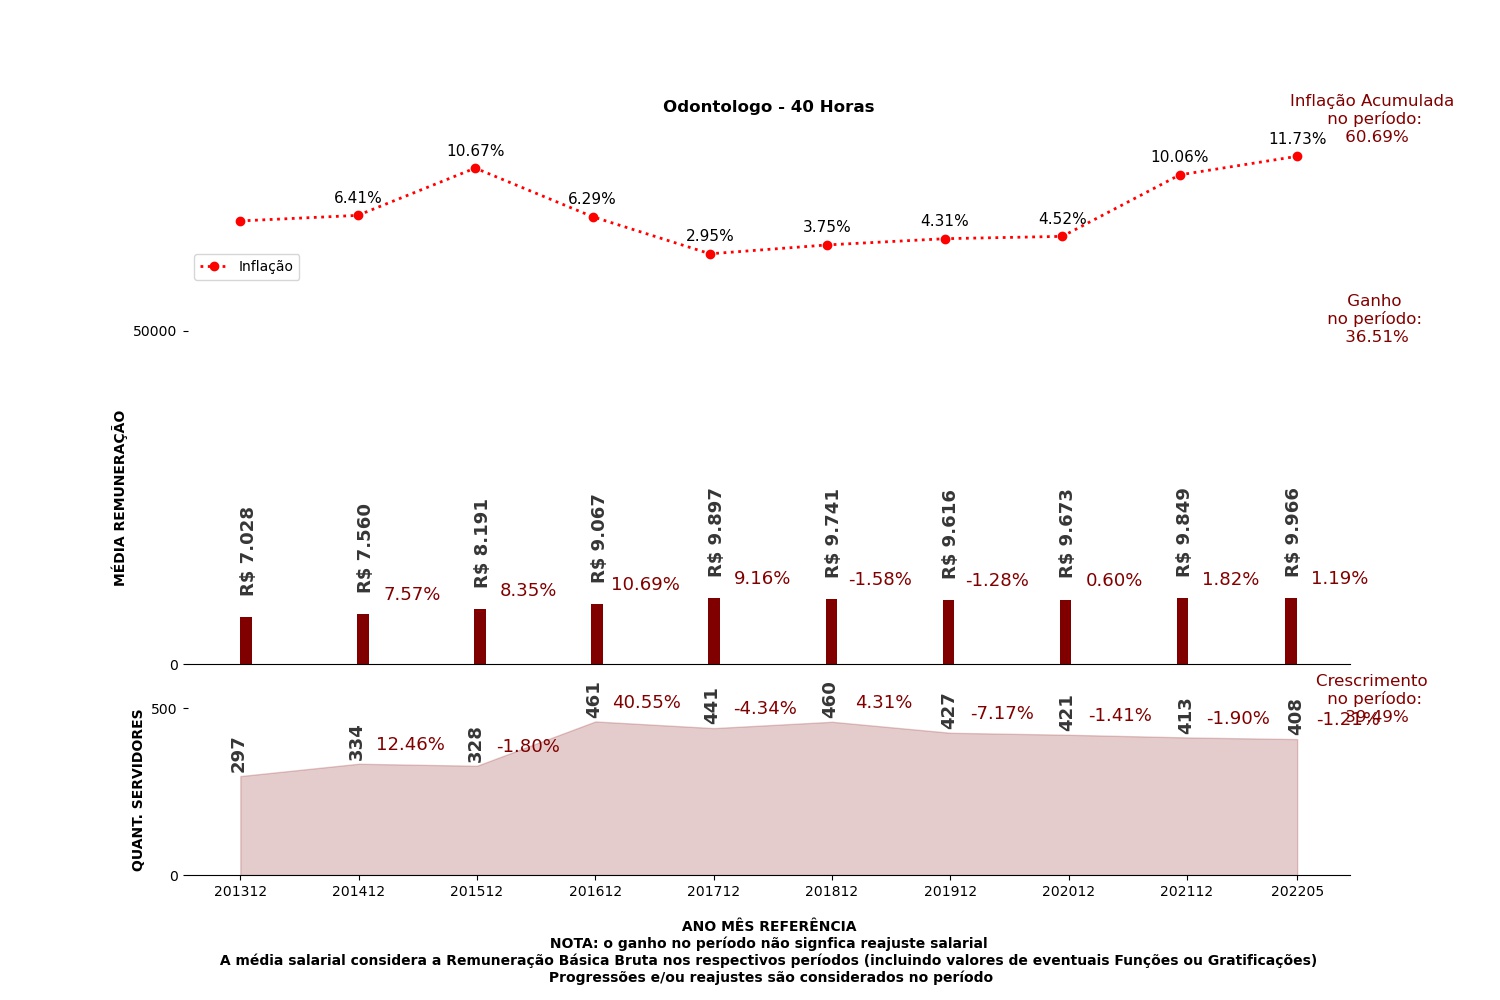 Odontologo - 40 Horas
Inflação Acumulada
no período:
60.69%
6.41%
10.67%
6.29%
2.95%
3.75%
4.31%
4.52%
10.06%
11.73%
Inflação
Ganho
no período:
36.51%
50000
0
MÉDIA REMUNERAÇÃO
R$ 7.028
R$ 7.560
R$ 8.191
R$ 9.067
R$ 9.897
R$ 9.741
R$ 9.616
R$ 9.673
R$ 9.849
R$ 9.966
7.57%
8.35%
10.69%
9.16%
-1.58%
-1.28%
0.60%
1.82%
1.19%
Crescrimento
no período:
39.49%
500
0
QUANT. SERVIDORES
297
334
328
461
441
460
427
421
413
408
12.46%
-1.80%
40.55%
-4.34%
4.31%
-7.17%
-1.41%
-1.90%
-1.21%
201312
201412
201512
201612
201712
201812
201912
202012
202112
202205
ANO MÊS REFERÊNCIA
NOTA: o ganho no período não signfica reajuste salarial
A média salarial considera a Remuneração Básica Bruta nos respectivos períodos (incluindo valores de eventuais Funções ou Gratificações)
Progressões e/ou reajustes são considerados no período